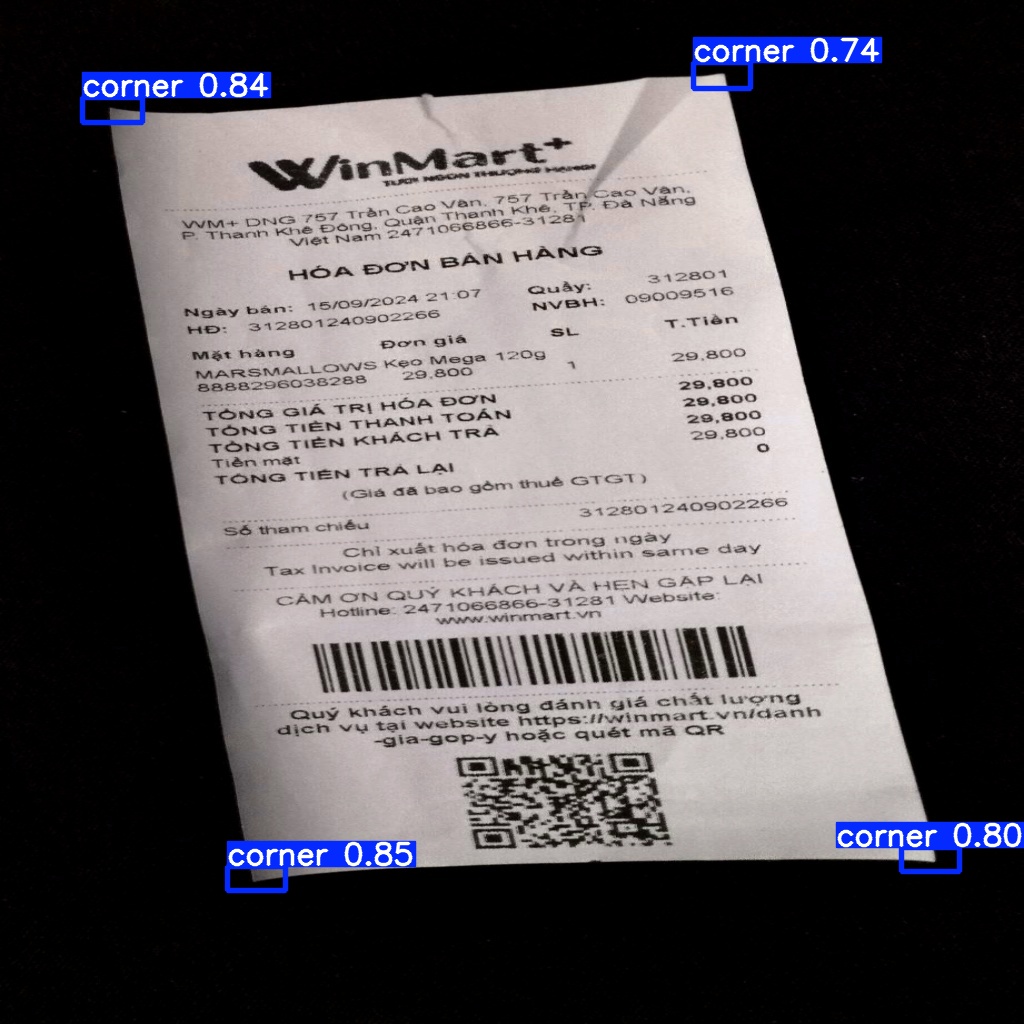 corner 0.84
corner 0.74
WinMart+
TƯƠI NGON THƯỢNG HẠNG!
WM+ DNG 757 Trần Cao Vân, 757 Trần Cao Vân,
P. Thanh Khê Đông, Quận Thanh Khê, TP. Đà Nẵng
Việt Nam 2471066866-31281
HÓA ĐƠN BÁN HÀNG
Ngày bán: 15/09/2024 21:07 Quầy: 312801
HĐ: 312801240902266 NVBH: 09009516
Mặt hàng Đơn giá SL T.Tiền
MARSMALLOWS Kẹo Mega 120g
8888296038288 29,800 1 29,800
TỔNG GIÁ TRỊ HÓA ĐƠN 29,800
TỔNG TIỀN THANH TOÁN 29,800
TỔNG TIỀN KHÁCH TRẢ 29,800
Tiền mặt 29,800
TỔNG TIỀN TRẢ LẠI 0
(Giá đã bao gồm thuế GTGT)
Số tham chiếu 312801240902266
Chỉ xuất hóa đơn trong ngày
Tax Invoice will be issued within same day
CẢM ƠN QUÝ KHÁCH VÀ HẸN GẶP LẠI
Hotline: 2471066866-31281 Website:
www.winmart.vn
Quý khách vui lòng đánh giá chất lượng
dịch vụ tại website https://winmart.vn/danh
-gia-gop-y hoặc quét mã QR
corner 0.85
corner 0.80